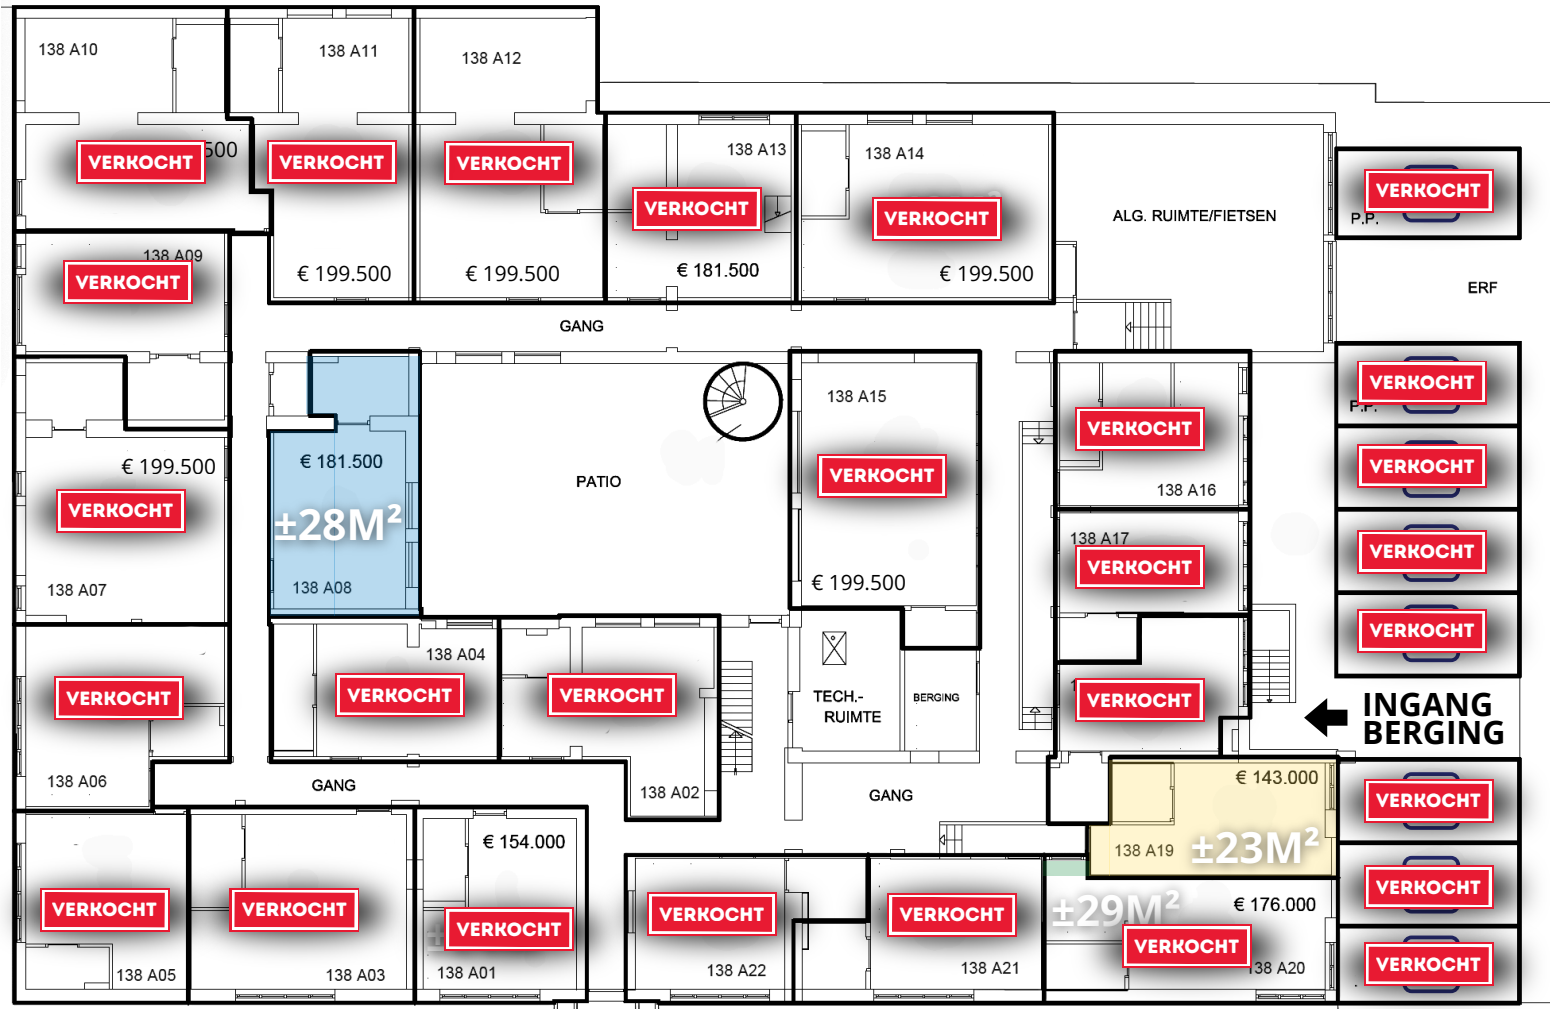 138 A10
138 A11
138 A12
VERKOCHT
500
VERKOCHT
VERKOCHT
138 A13
138 A14
VERKOCHT
VERKOCHT
VERKOCHT
P.P.
ALG. RUIMTE/FIETSEN
138 A09
VERKOCHT
€ 199.500
€ 199.500
€ 181.500
€ 199.500
ERF
GANG
VERKOCHT
P.P.
138 A15
VERKOCHT
138 A16
€ 199.500
VERKOCHT
138 A07
€ 181.500
±28M²
138 A08
PATIO
VERKOCHT
€ 199.500
VERKOCHT
138 A17
VERKOCHT
VERKOCHT
VERKOCHT
138 A04
VERKOCHT
VERKOCHT
138 A02
VERKOCHT
138 A06
TECH.-
RUIMTE
BERGING
VERKOCHT
INGANG
BERGING
GANG
GANG
€ 143.000
138 A19
±23M²
VERKOCHT
€ 154.000
VERKOCHT
138 A05
VERKOCHT
138 A03
VERKOCHT
138 A01
VERKOCHT
138 A22
VERKOCHT
138 A21
±29M²
€ 176.000
VERKOCHT
38 A20
VERKOCHT
VERKOCHT